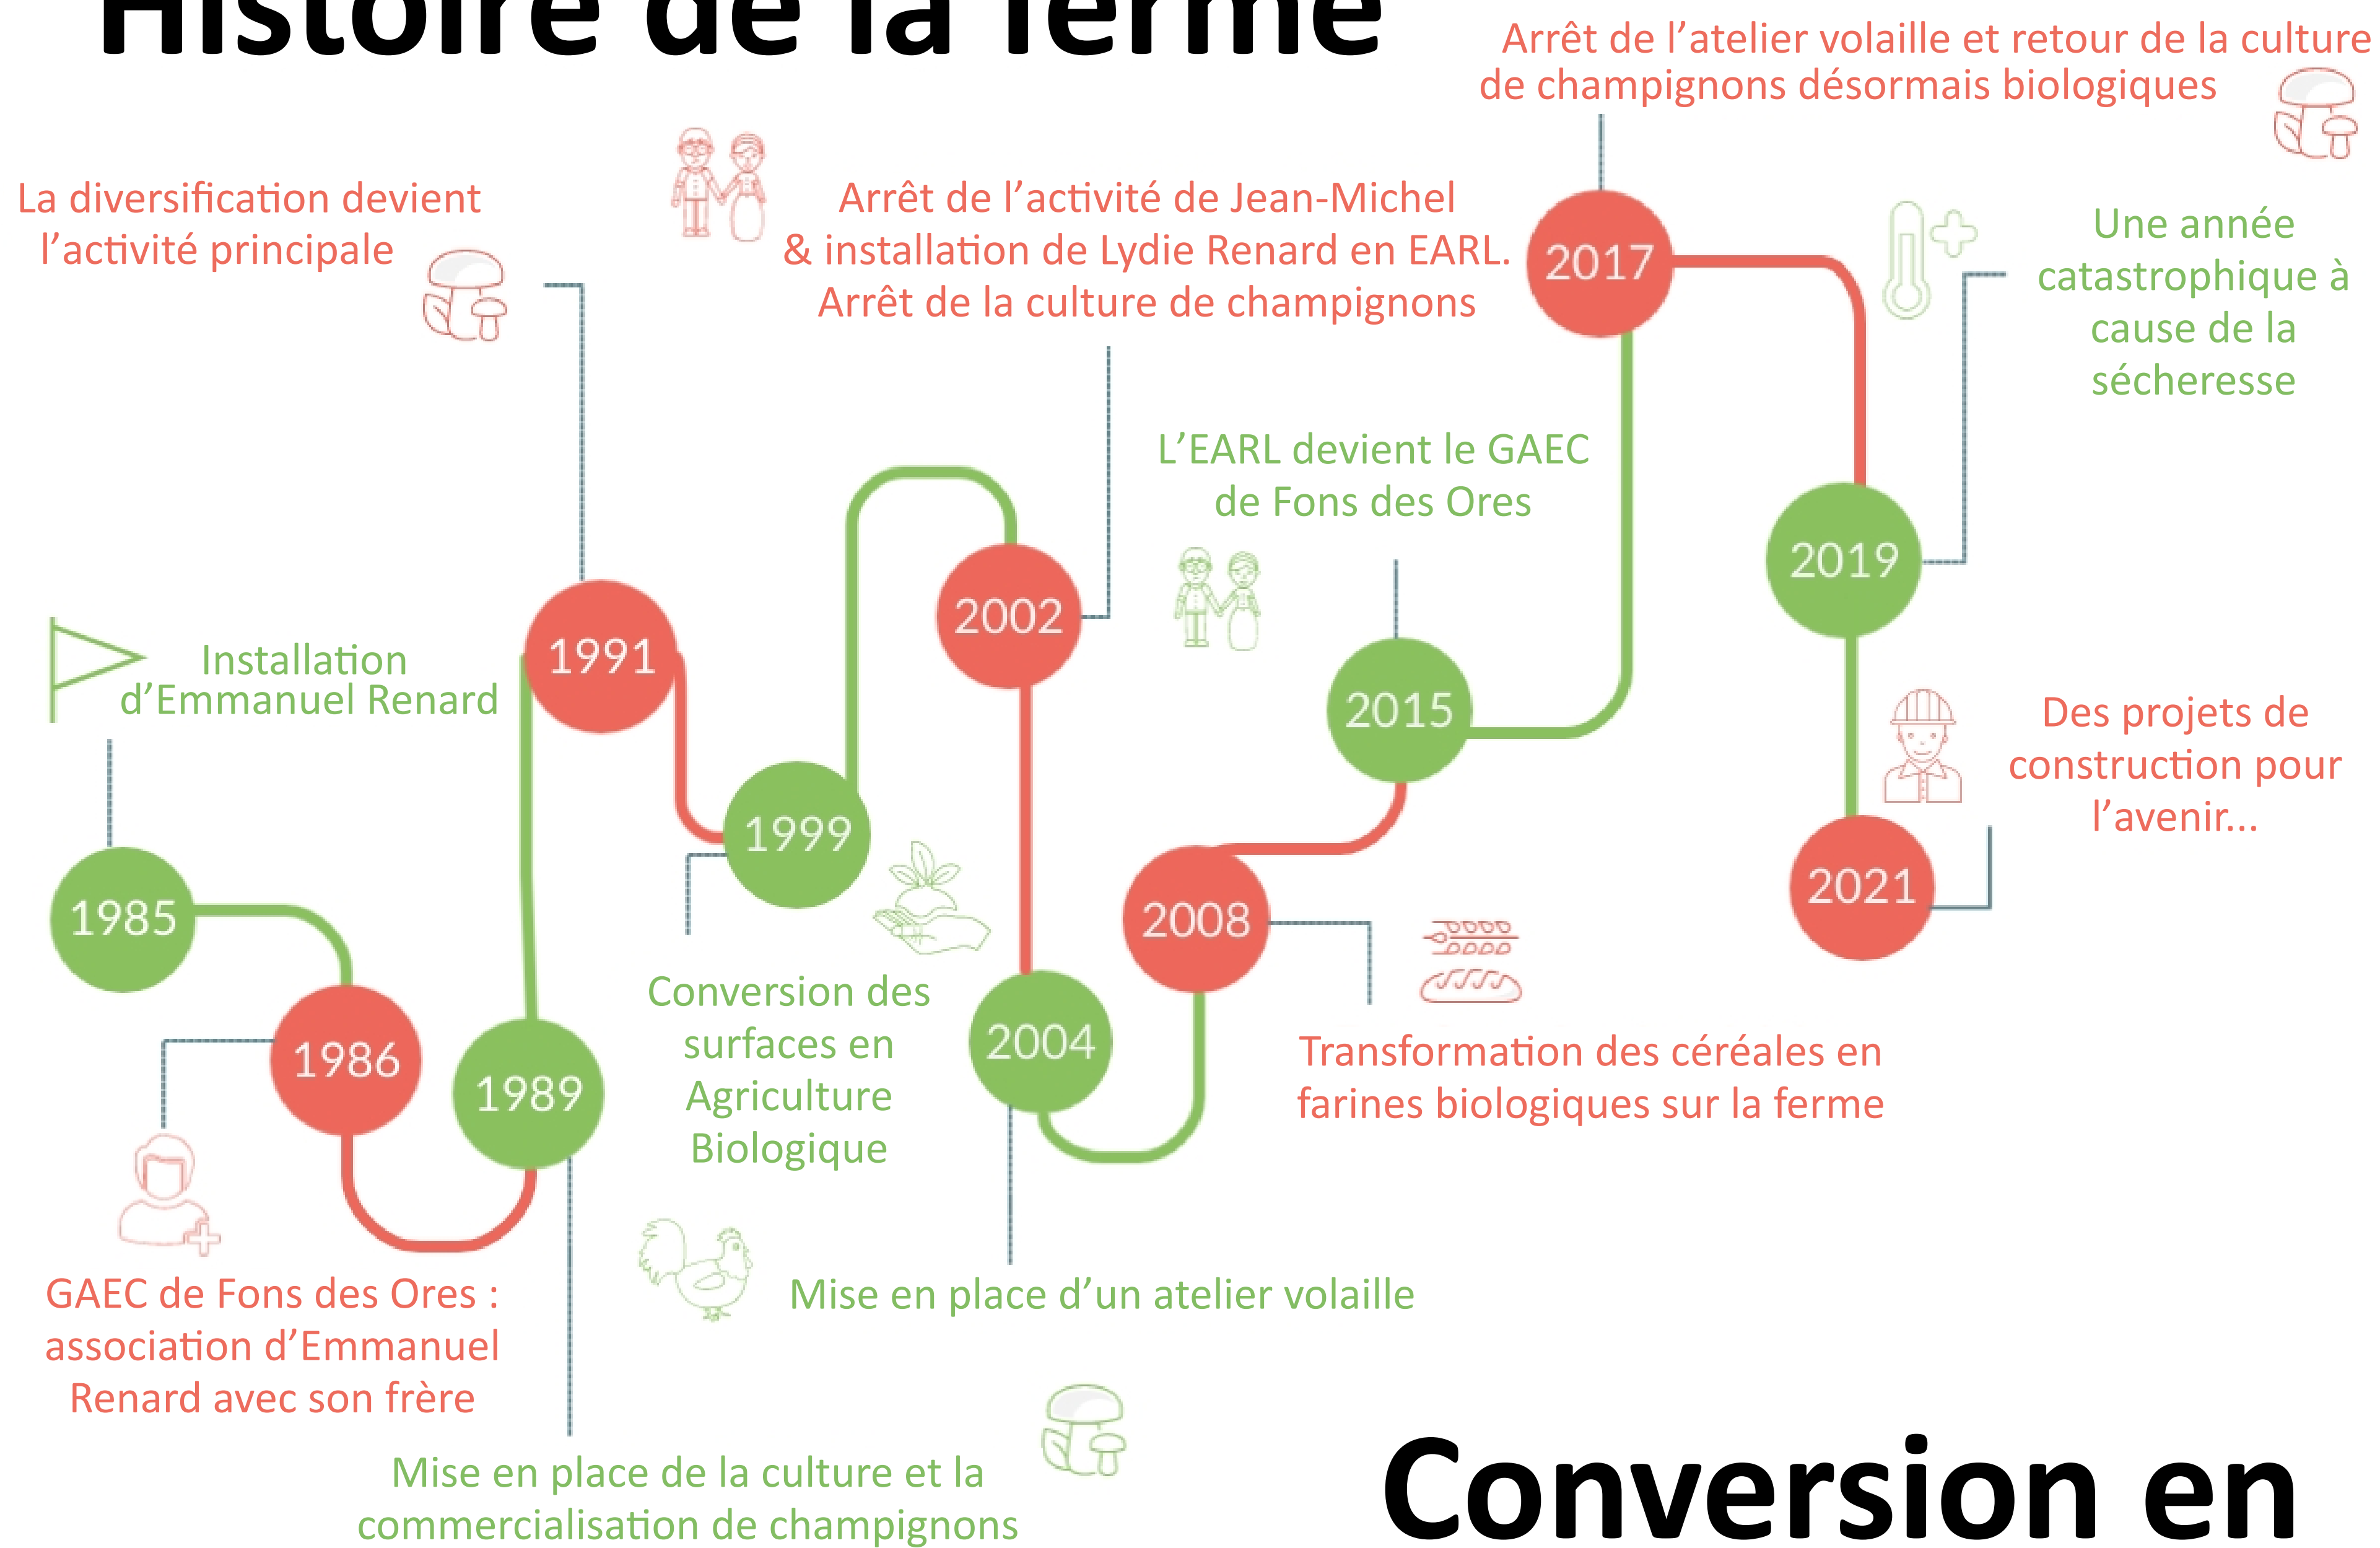 Histoire de la ferme
Arrêt de l’atelier volaille et retour de la culture
de champignons désormais biologiques
La diversification devient
l’activité principale
Arrêt de l’activité de Jean-Michel
& installation de Lydie Renard en EARL.
Arrêt de la culture de champignons
2017
Une année
catastrophique à
cause de la
sécheresse
L’EARL devient le GAEC
de Fons des Ores
2019
2002
1991
Installation
d’Emmanuel Renard
2015
Des projets de
construction pour
l’avenir...
1999
2021
1985
2008
1986
1989
2004
Conversion des
surfaces en
Agriculture
Biologique
Transformation des céréales en
farines biologiques sur la ferme
GAEC de Fons des Ores :
association d’Emmanuel
Renard avec son frère
Mise en place d’un atelier volaille
Mise en place de la culture et la
commercialisation de champignons
Conversion en